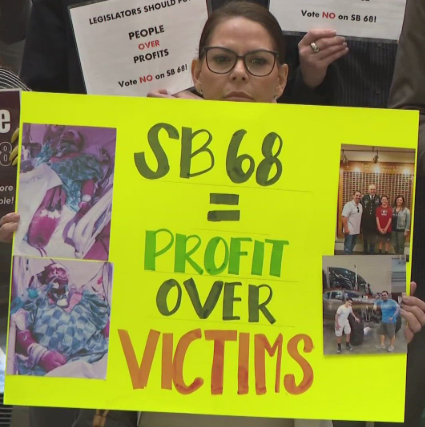 LEGISLATORS SHOULD PUT
PEOPLE
OVER
PROFITS
Vote NO on SB 68!
Vote NO on SB 68!
SB 68
=
PROFIT
OVER
VICTIMS